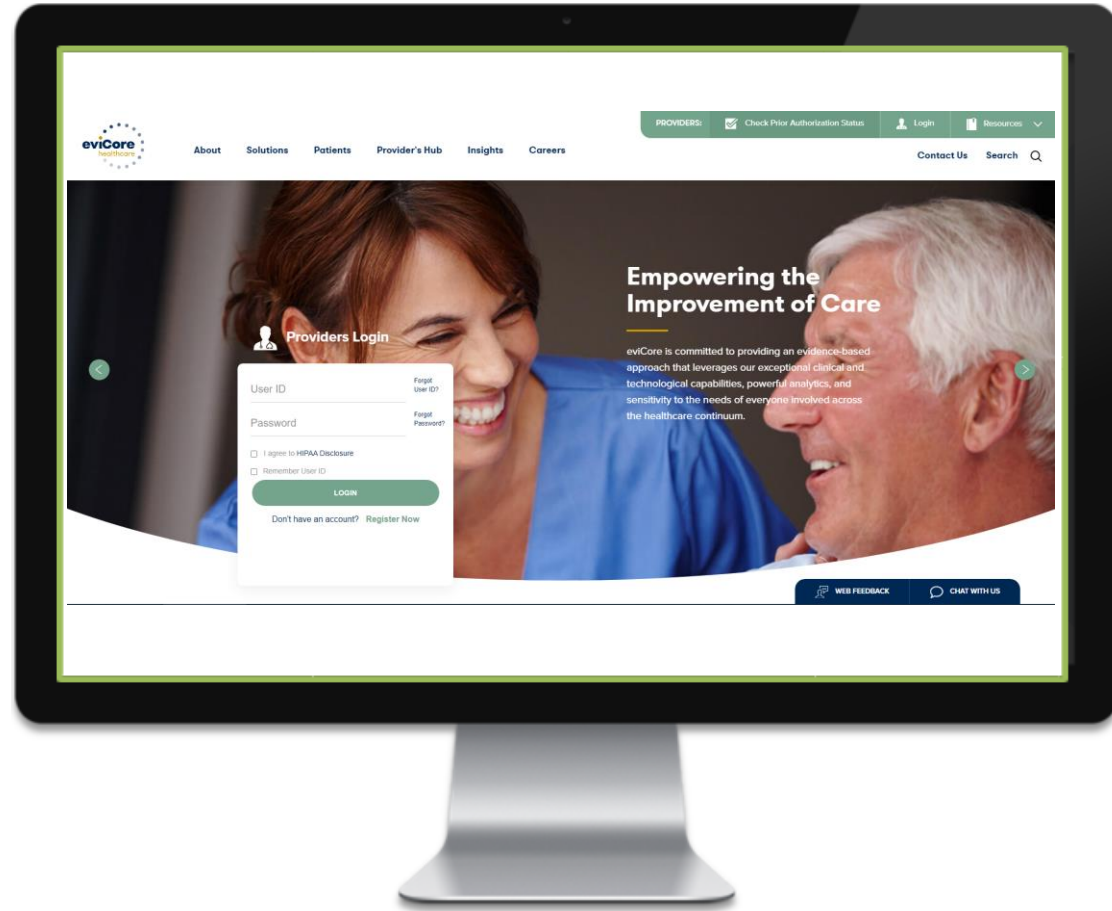 PROVIDERS: Check Prior Authorization Status Login Resources
eviCore
healthcare
About Solutions Patients Provider's Hub Insights Careers
Contact Us Search
Empowering the
Improvement of Care
eviCore is committed to providing an evidence-based
approach that leverages our exceptional clinical and
technological capabilities, powerful analytics, and
sensitivity to the needs of everyone involved across
the healthcare continuum.
Providers Login
User ID
Forgot
User ID?
Password
Forgot
Password?
I agree to HIPAA Disclosure
Remember User ID
LOGIN
Don't have an account? Register Now
WEB FEEDBACK CHAT WITH US